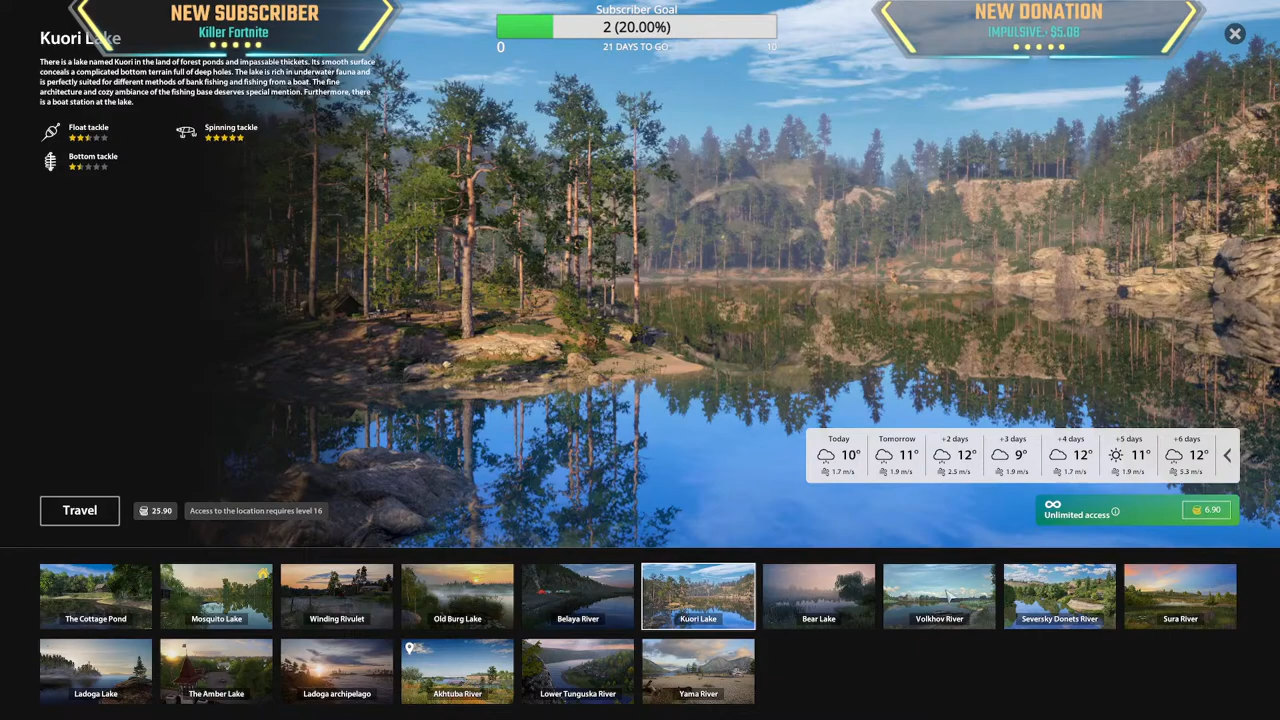 NEW SUBSCRIBER
Killer Fortnite
Subscriber Goal
2 (20.00%)
0
21 DAYS TO GO
10
NEW DONATION
IMPULSIVE - $5.08
Kuori Lake
There is a lake named Kuori in the land of forest ponds and impassable thickets. Its smooth surface
conceals a complicated bottom terrain full of deep holes. The lake is rich in underwater fauna and
is perfectly suited for different methods of bank fishing and fishing from a boat. The fine
architecture and cozy ambiance of the fishing base deserves special mention. Furthermore, there
is a boat station at the lake.
Float tackle
Spinning tackle
Bottom tackle
Today
Tomorrow
+2 days
+3 days
+4 days
+5 days
+6 days
10°
11°
12°
9°
12°
11°
12°
1.7 m/s
1.9 m/s
2.5 m/s
1.9 m/s
1.7 m/s
1.9 m/s
5.3 m/s
Travel
25.90
Access to the location requires level 16
Unlimited access
6.90
The Cottage Pond
Mosquito Lake
Winding Rivulet
Old Burg Lake
Belaya River
Kuori Lake
Bear Lake
Volkhov River
Seversky Donets River
Sura River
Ladoga Lake
The Amber Lake
Ladoga archipelago
Akhtuba River
Lower Tunguska River
Yama River